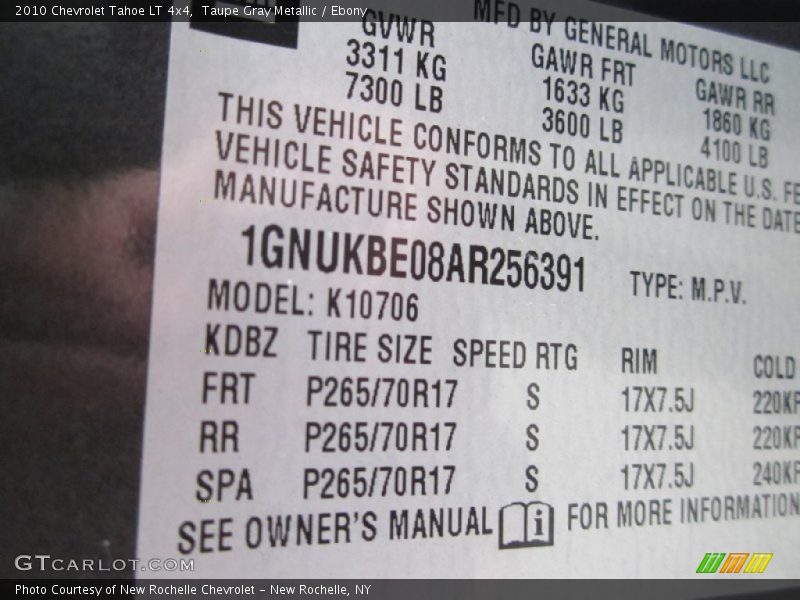 2010 Chevrolet Tahoe LT 4x4, Taupe Gray Metallic / Ebony
MFD BY GENERAL MOTORS LLC
GVWR GAWR FRT GAWR RR
3311 KG 1633 KG 1860 KG
7300 LB 3600 LB 4100 LB
THIS VEHICLE CONFORMS TO ALL APPLICABLE U.S. FE
VEHICLE SAFETY STANDARDS IN EFFECT ON THE DATE
MANUFACTURE SHOWN ABOVE.
1GNUKBE08AR256391 TYPE: M.P.V.
MODEL: K10706
KDBZ TIRE SIZE SPEED RTG RIM COLD
FRT P265/70R17 S 17X7.5J 220KP
RR P265/70R17 S 17X7.5J 220KP
SPA P265/70R17 S 17X7.5J 240KP
SEE OWNER'S MANUAL i FOR MORE INFORMATION
GTCARLOT.COM
Photo Courtesy of New Rochelle Chevrolet - New Rochelle, NY